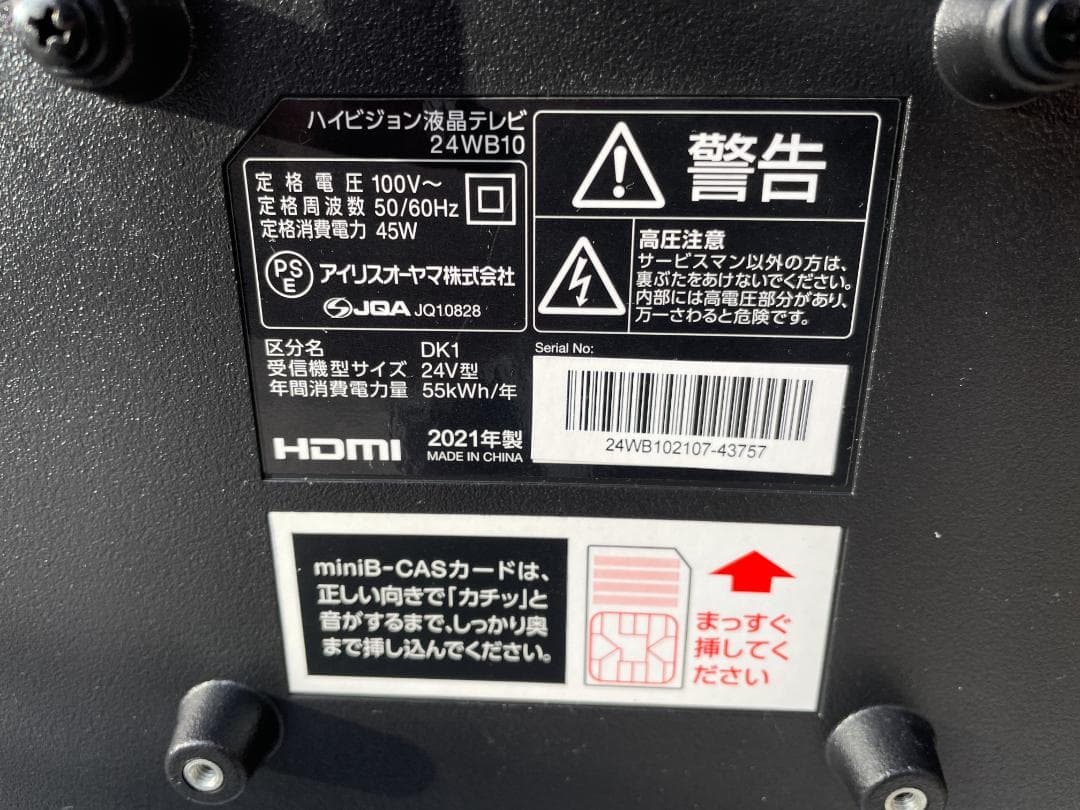 ハイビジョン液晶テレビ
24WB10
定格電圧 100V～
定格周波数 50/60Hz
定格消費電力 45W
PSE
アイリスオーヤマ株式会社
JQA JQ10828
区分名 DK1
受信機型サイズ 24V型
年間消費電力量 55kWh/年
HDMI
2021年製
MADE IN CHINA
警告
高圧注意
サービスマン以外の方は、
裏ぶたをあけないでください。
内部には高電圧部分があり、
万一さわると危険です。
Serial No:
24WB102107-43757
miniB-CASカードは、
正しい向きで「カチッ」と
音がするまで、しっかり奥
まで挿し込んでください。
まっすぐ
挿してく
ださい